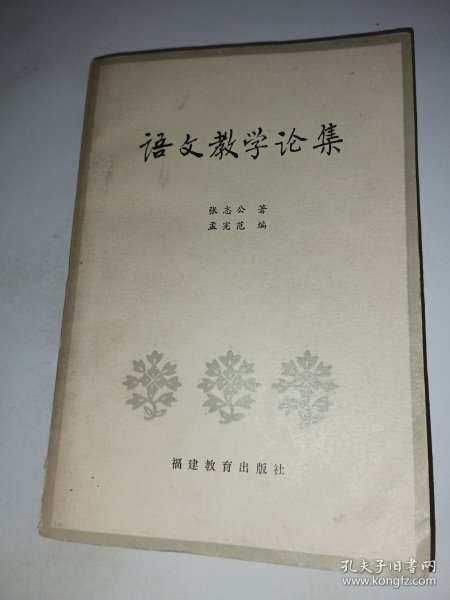 语文教学论集
张志公 著
孟宪范 编
福建教育出版社
孔夫子旧书网
www.kongfz.com